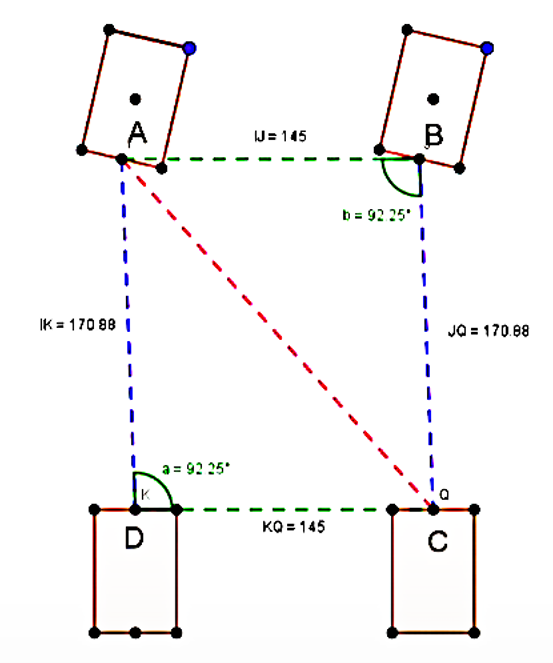 A
B
IJ = 145
b = 92.25°
IK = 170.88
JQ = 170.88
a = 92.25°
K
Q
D
KQ = 145
C